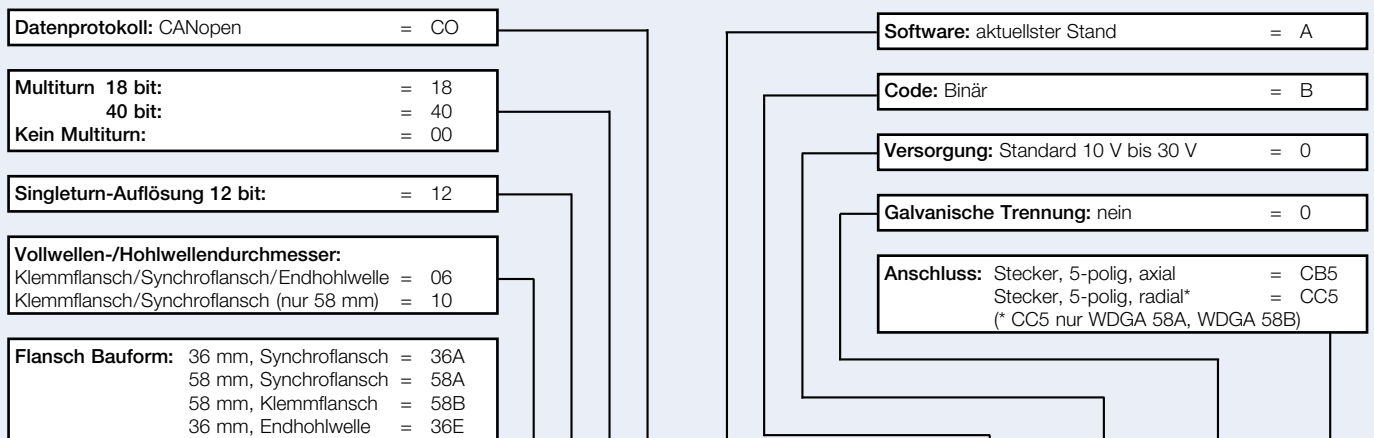 Datenprotokoll: CANopen = CO
Multiturn 18 bit: = 18
40 bit: = 40
Kein Multiturn: = 00
Singleturn-Auflösung 12 bit: = 12
Vollwellen-/Hohlwellendurchmesser:
Klemmflansch/Synchroflansch/Endhohlwelle = 06
Klemmflansch/Synchroflansch (nur 58 mm) = 10
Flansch Bauform: 36 mm, Synchroflansch = 36A
58 mm, Synchroflansch = 58A
58 mm, Klemmflansch = 58B
36 mm, Endhohlwelle = 36E
Software: aktuellster Stand = A
Code: Binär = B
Versorgung: Standard 10 V bis 30 V = 0
Galvanische Trennung: nein = 0
Anschluss: Stecker, 5-polig, axial = CB5
Stecker, 5-polig, radial* = CC5
(* CC5 nur WDGA 58A, WDGA 58B)